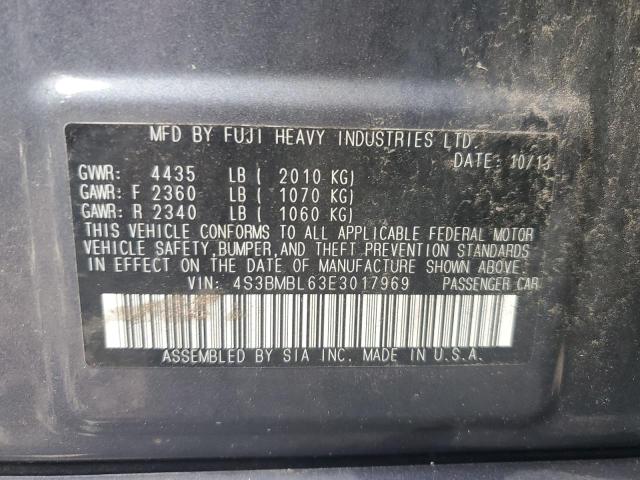 MFD BY FUJI HEAVY INDUSTRIES LTD.
DATE: 10/13
GVWR: 4435 LB ( 2010 KG)
GAWR: F 2360 LB ( 1070 KG)
GAWR: R 2340 LB ( 1060 KG)
THIS VEHICLE CONFORMS TO ALL APPLICABLE FEDERAL MOTOR
VEHICLE SAFETY, BUMPER, AND THEFT PREVENTION STANDARDS
IN EFFECT ON THE DATE OF MANUFACTURE SHOWN ABOVE.
VIN: 4S3BMBL63E3017969 PASSENGER CAR
ASSEMBLED BY SIA INC. MADE IN U.S.A.